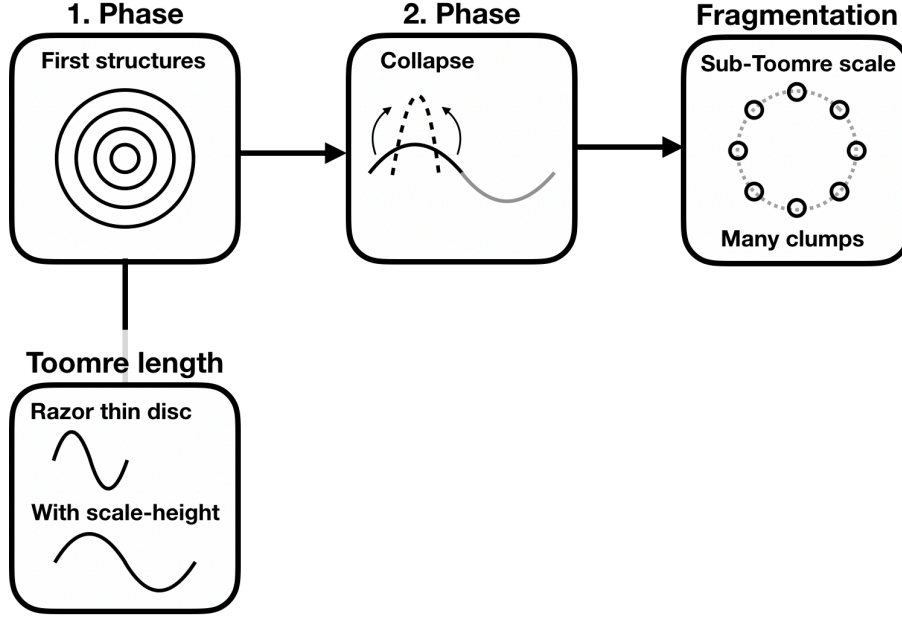 1. Phase
First structures
2. Phase
Collapse
Fragmentation
Sub-Toomre scale
Many clumps
Toomre length
Razor thin disc
With scale-height